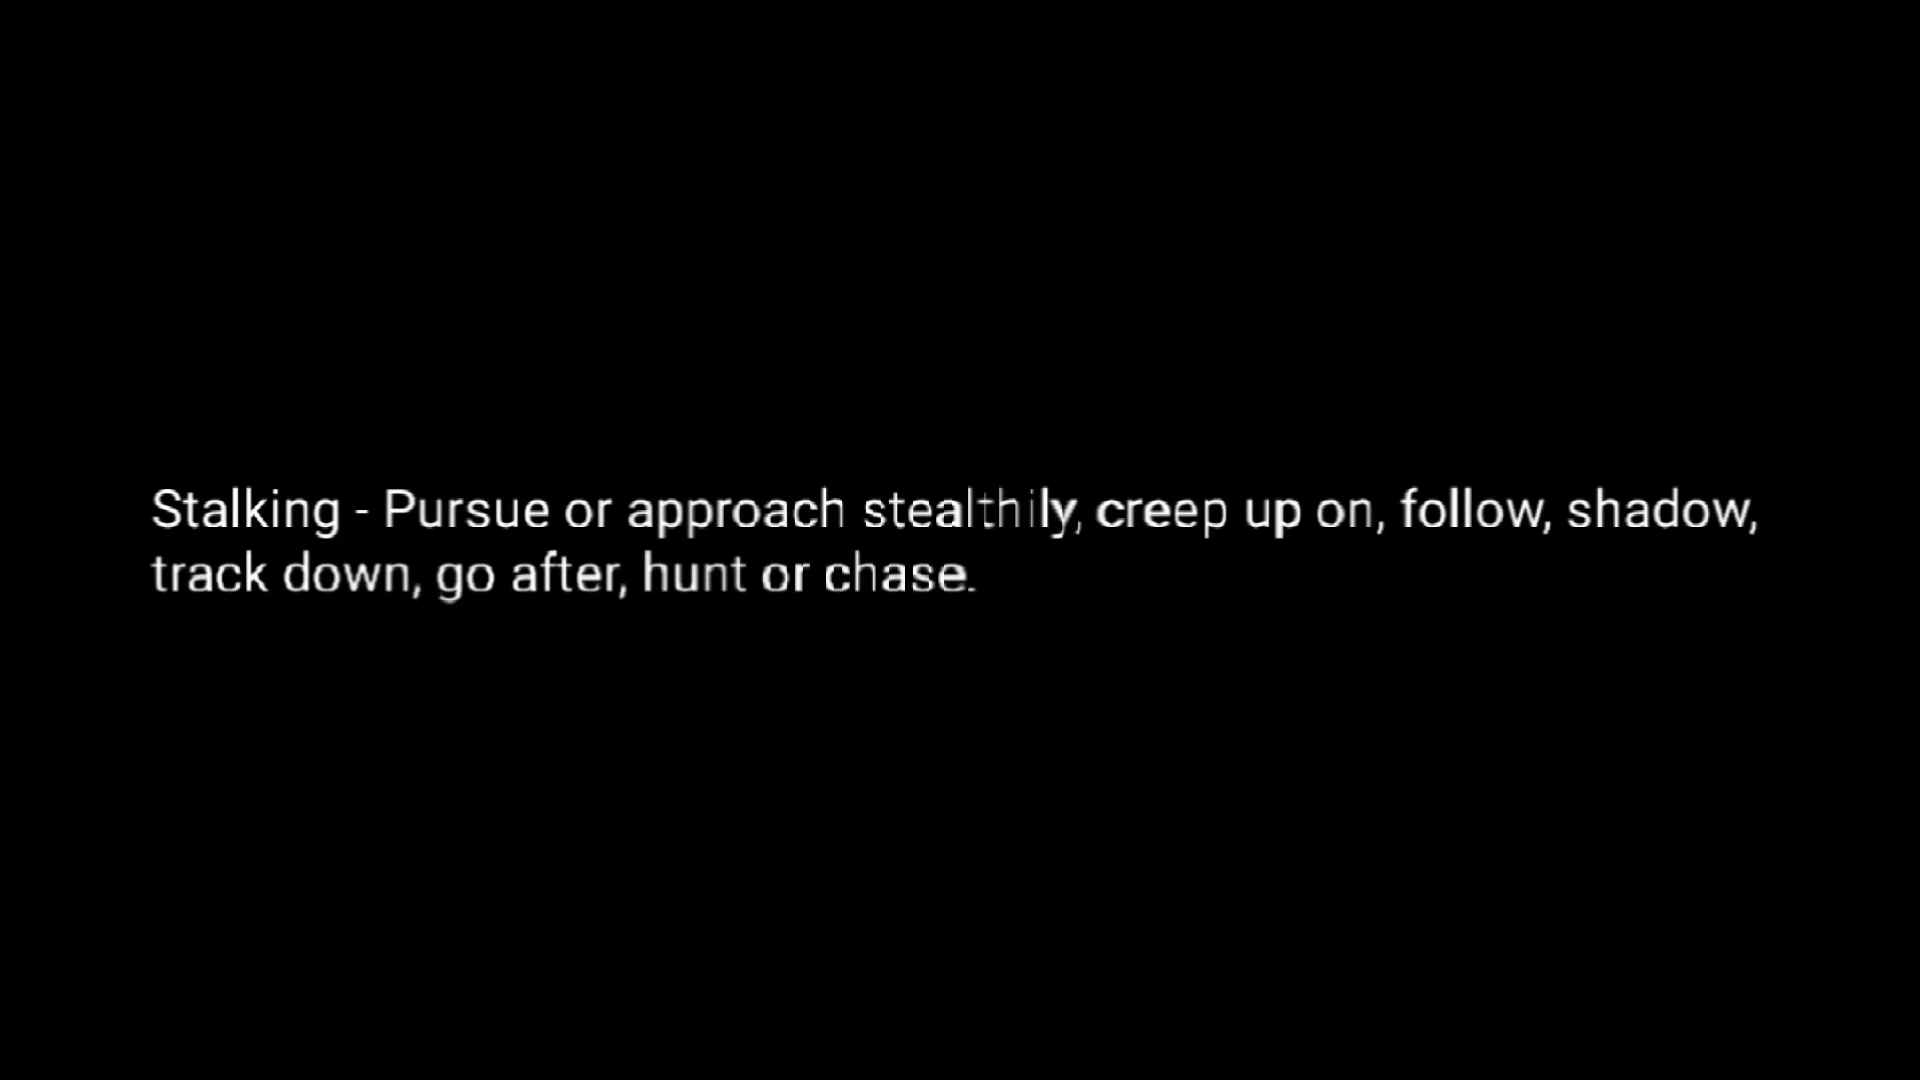 Stalking - Pursue or approach stealthily, creep up on, follow, shadow,
track down, go after, hunt or chase.